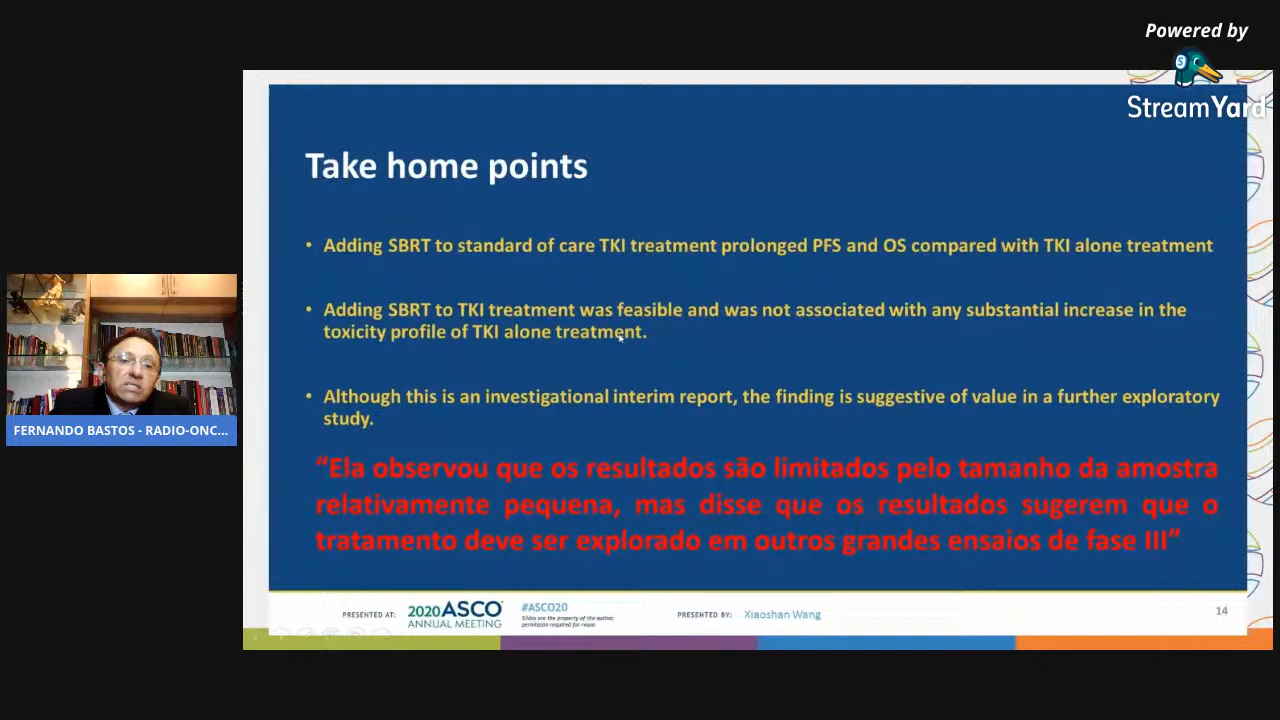 Powered by
StreamYard
Take home points
• Adding SBRT to standard of care TKI treatment prolonged PFS and OS compared with TKI alone treatment
• Adding SBRT to TKI treatment was feasible and was not associated with any substantial increase in the
toxicity profile of TKI alone treatment.
• Although this is an investigational interim report, the finding is suggestive of value in a further exploratory
study.
“Ela observou que os resultados são limitados pelo tamanho da amostra
relativamente pequena, mas disse que os resultados sugerem que o
tratamento deve ser explorado em outros grandes ensaios de fase III”
FERNANDO BASTOS - RADIO-ONC...
PRESENTED AT:
2020 ASCO
ANNUAL MEETING
#ASCO20
Slides are the property of the author,
permission required for reuse.
PRESENTED BY: Xiaoshan Wang
14